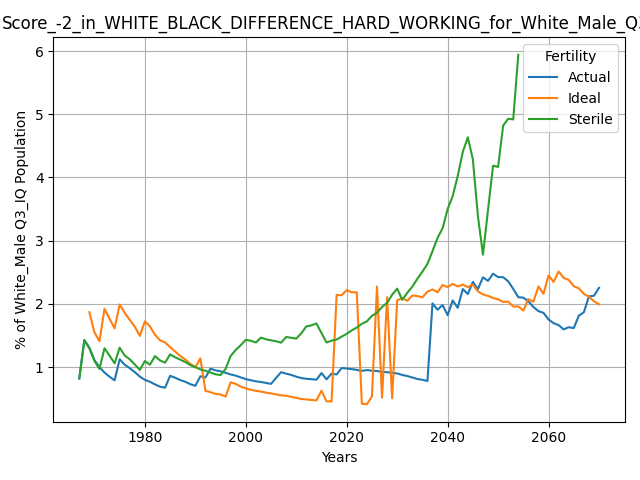 Score_-2_in_WHITE_BLACK_DIFFERENCE_HARD_WORKING_for_White_Male_Q3
6
5
4
3
2
1
% of White_Male Q3_IQ Population
Fertility
Actual
Ideal
Sterile
1980 2000 2020 2040 2060
Years